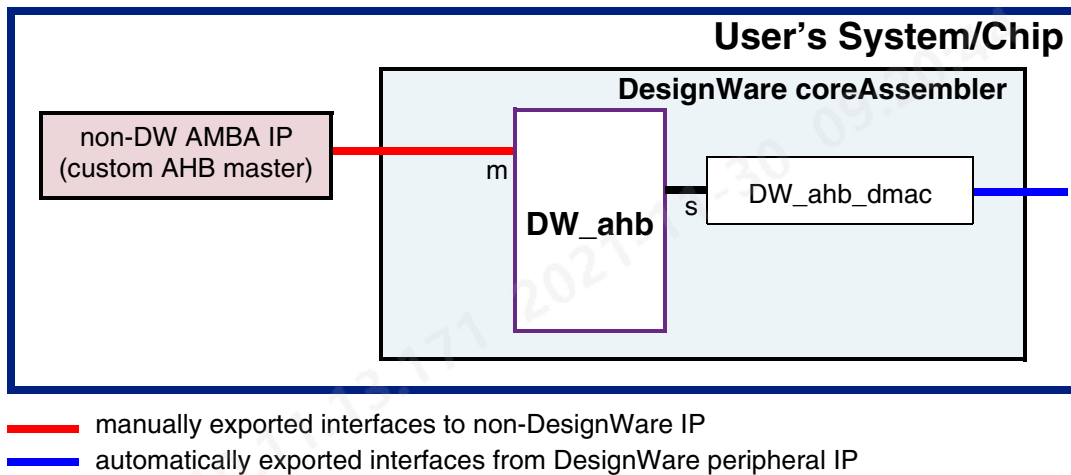 User's System/Chip
DesignWare coreAssembler
non-DW AMBA IP
(custom AHB master)
m
DW_ahb
s
DW_ahb_dmac
manually exported interfaces to non-DesignWare IP
automatically exported interfaces from DesignWare peripheral IP